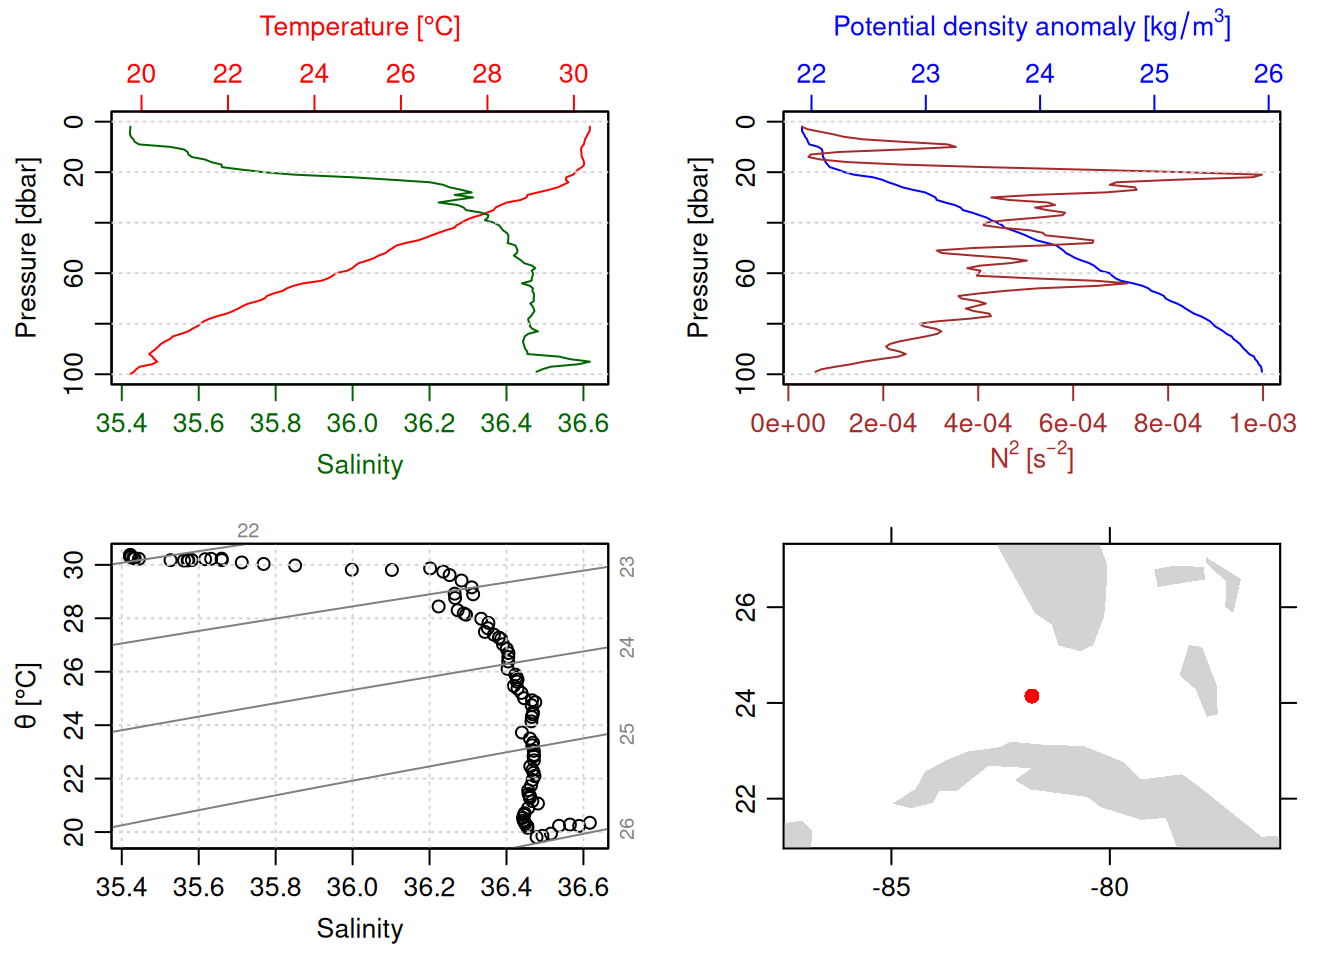 Temperature [°C]
20 22 24 26 28 30
Pressure [dbar]
0
20
60
100
35.4 35.6 35.8 36.0 36.2 36.4 36.6
Salinity
Potential density anomaly [kg/m³]
22 23 24 25 26
Pressure [dbar]
0
20
60
100
0e+00 2e-04 4e-04 6e-04 8e-04 1e-03
N² [s⁻²]
22
θ [°C]
30
28
26
24
22
20
23
24
25
26
35.4 35.6 35.8 36.0 36.2 36.4 36.6
Salinity
26
24
22
-85 -80